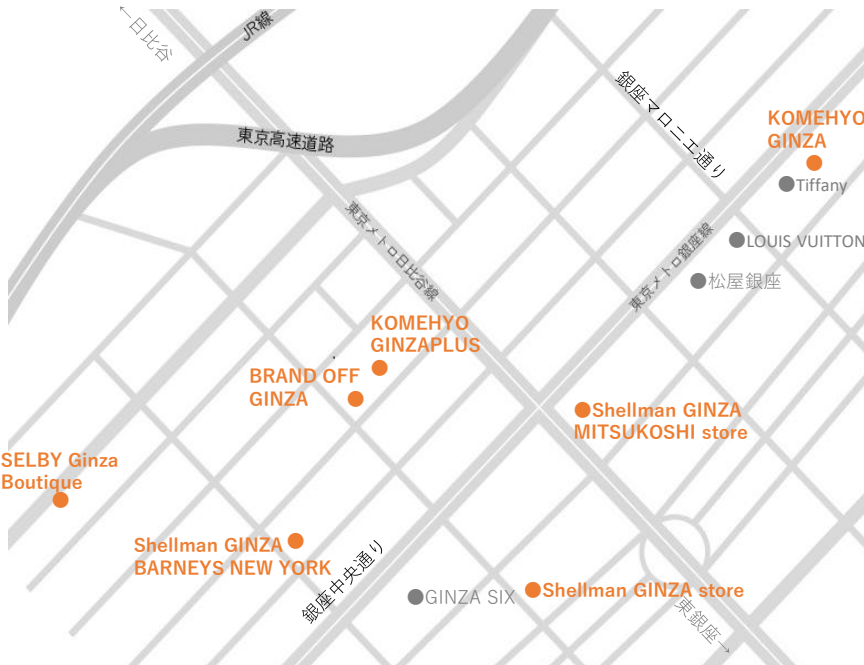 ←日比谷
JR線
銀座マロニエ通り
KOMEHYO
GINZA
東京高速道路
Tiffany
東京メトロ日比谷線
東京メトロ銀座線
LOUIS VUITTON
松屋銀座
KOMEHYO
GINZAPLUS
BRAND OFF
GINZA
Shellman GINZA
MITSUKOSHI store
SELBY Ginza
Boutique
Shellman GINZA
BARNEYS NEW YORK
銀座中央通り
GINZA SIX
Shellman GINZA store
東銀座→